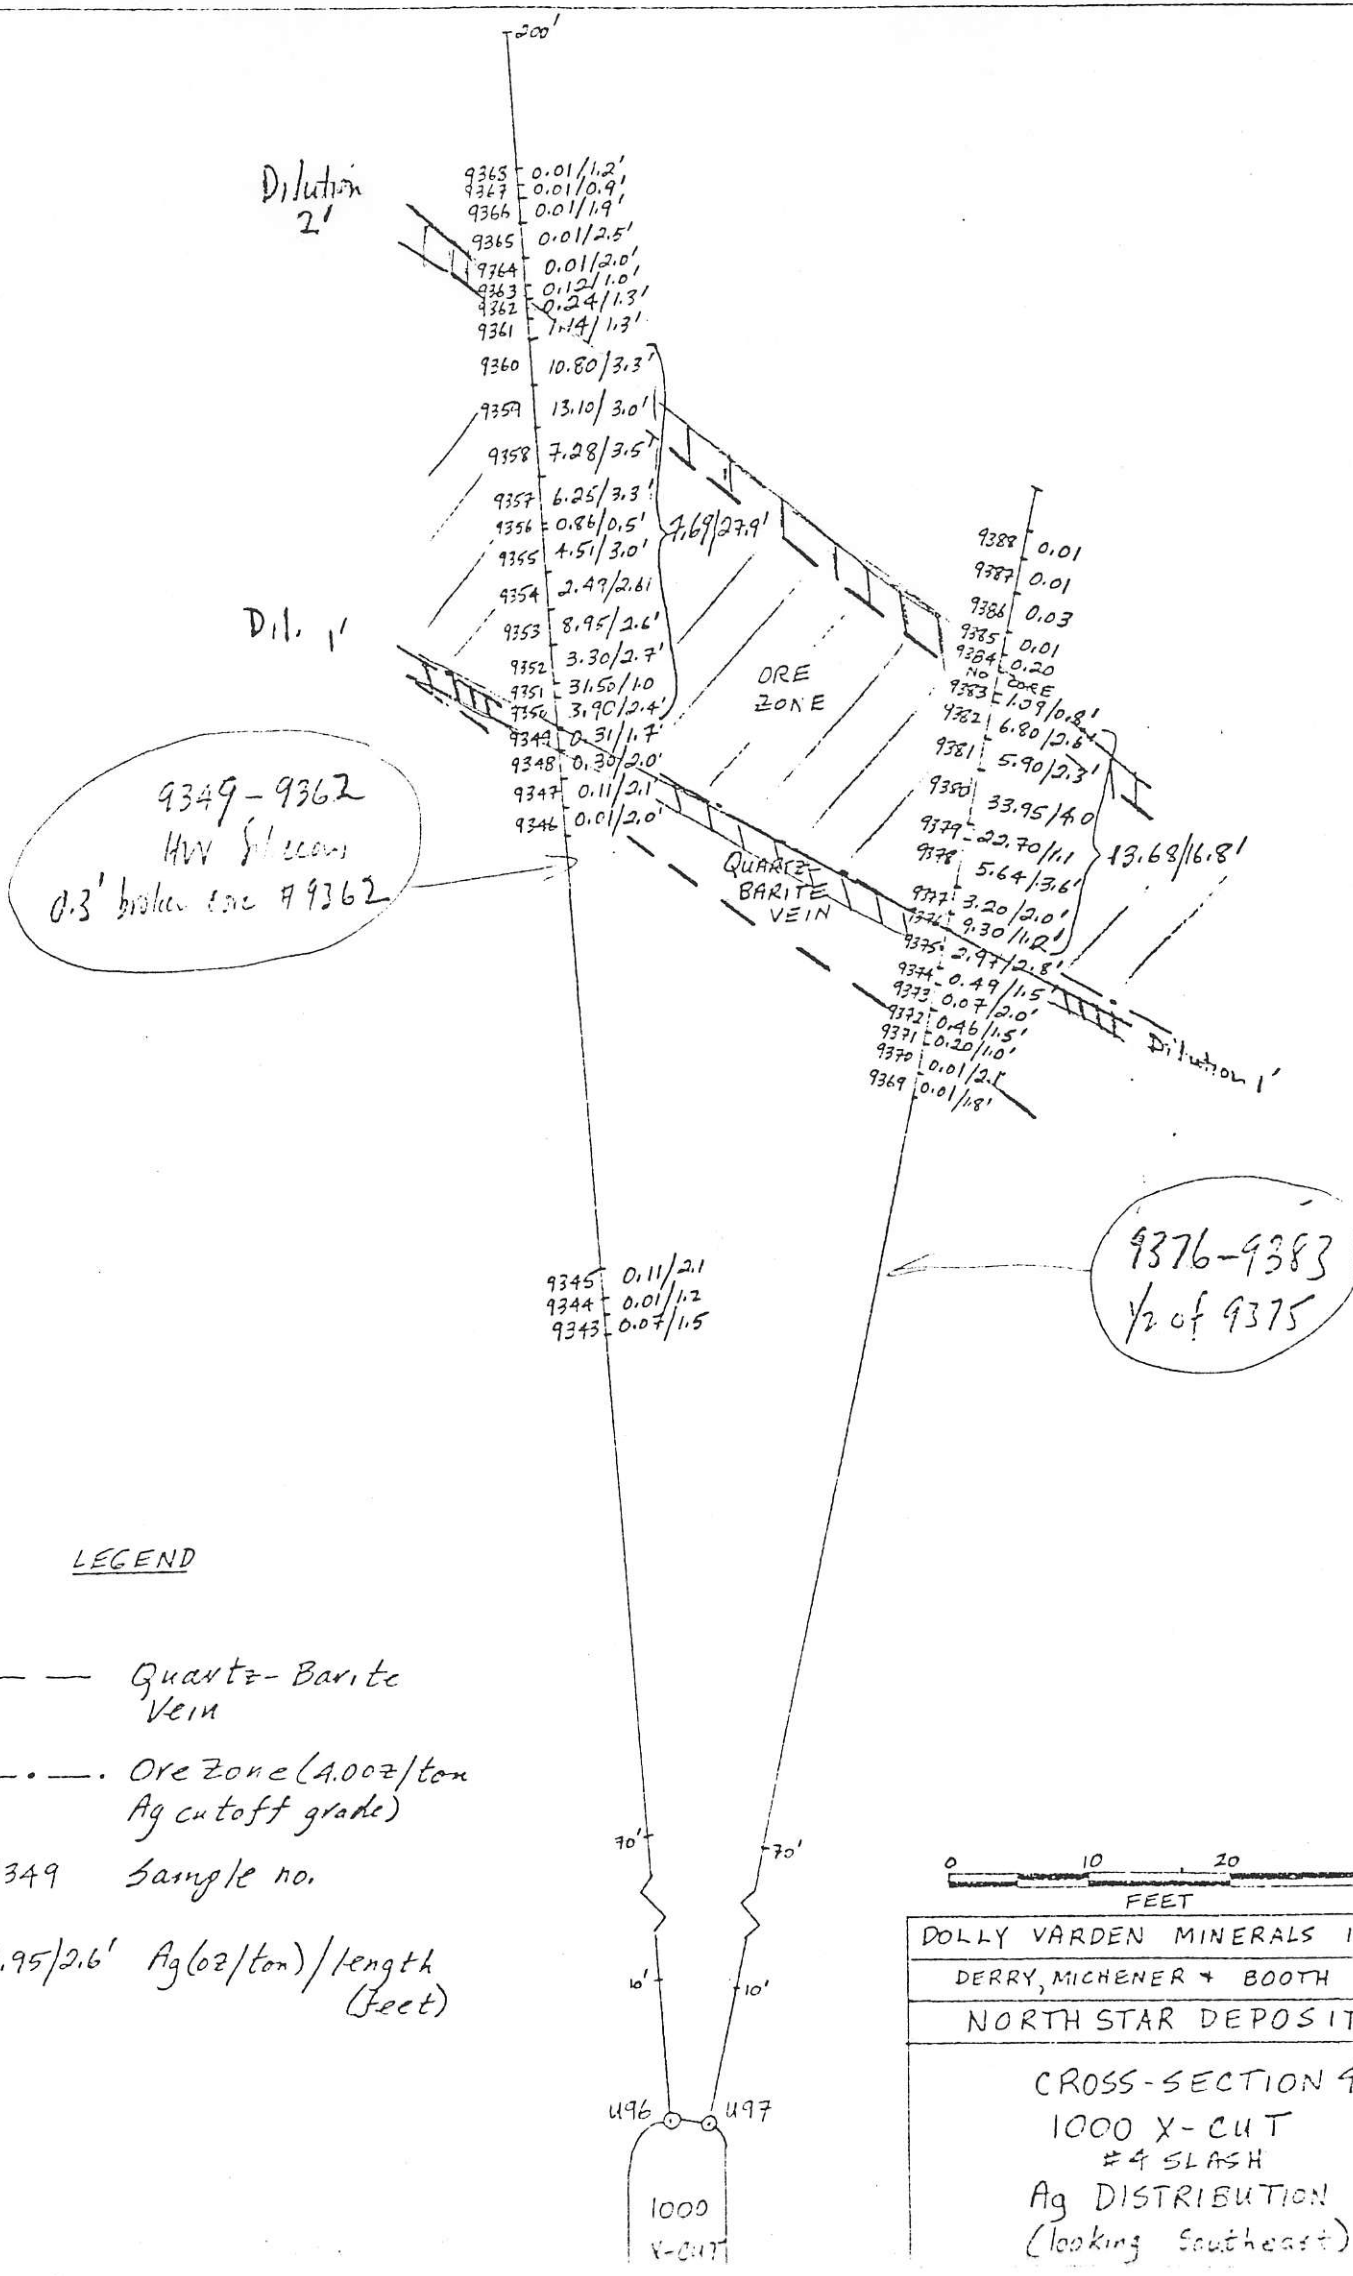 200'
Dilution
2'
9368 0.01/1.2'
9367 0.01/0.9'
9366 0.01/1.9'
9365 0.01/2.5'
9364 0.01/2.0'
9363 0.12/1.0'
9362 0.24/1.3'
9361 1.14/1.3'
9360 10.80/3.3'
9359 13.10/3.0'
9358 7.28/3.5'
9357 6.25/3.3'
9356 0.86/0.5'
9355 4.51/3.0'
9354 2.49/2.6'
9353 8.95/2.6'
9352 3.30/2.7'
9351 31.50/1.0
9350 3.90/2.4'
9349 0.31/1.7'
9348 0.30/2.0'
9347 0.11/2.1'
9346 0.01/2.0'
7.69/27.9'
Dil. 1'
ORE
ZONE
9388 0.01
9387 0.01
9386 0.03
9385 0.01
9384 0.20
NO CORE
9383 1.09/0.8'
9382 6.80/2.6'
9381 5.90/2.3'
9380 33.95/4.0
9379 22.70/1.1
9378 5.64/3.6'
9377 3.20/2.0'
9376 9.30/1.2'
9375 2.97/2.8'
9374 0.49/1.5'
9373 0.07/2.0'
9372 0.46/1.5'
9371 0.20/1.0'
9370 0.01/2.1'
9369 0.01/1.8'
13.68/16.8'
QUARTZ-
BARITE
VEIN
Dilution 1'
9349-9362
HW
0.3' broken core 9362
9376-9383
1/2 of 9375
9345 0.11/2.1
9344 0.01/1.2
9343 0.07/1.5
LEGEND
Quartz-Barite
Vein
Ore Zone (4.0oz/ton
Ag cutoff grade)
349 Sample no.
.95/2.6' Ag(oz/ton)/length
(feet)
70' 70'
10' 10'
U96 U97
1000
X-CUT
0 10 20
FEET
DOLLY VARDEN MINERALS
DERRY, MICHENER + BOOTH
NORTH STAR DEPOSIT
CROSS-SECTION
1000 X-CUT
#4 SLASH
Ag DISTRIBUTION
(looking Southeast)